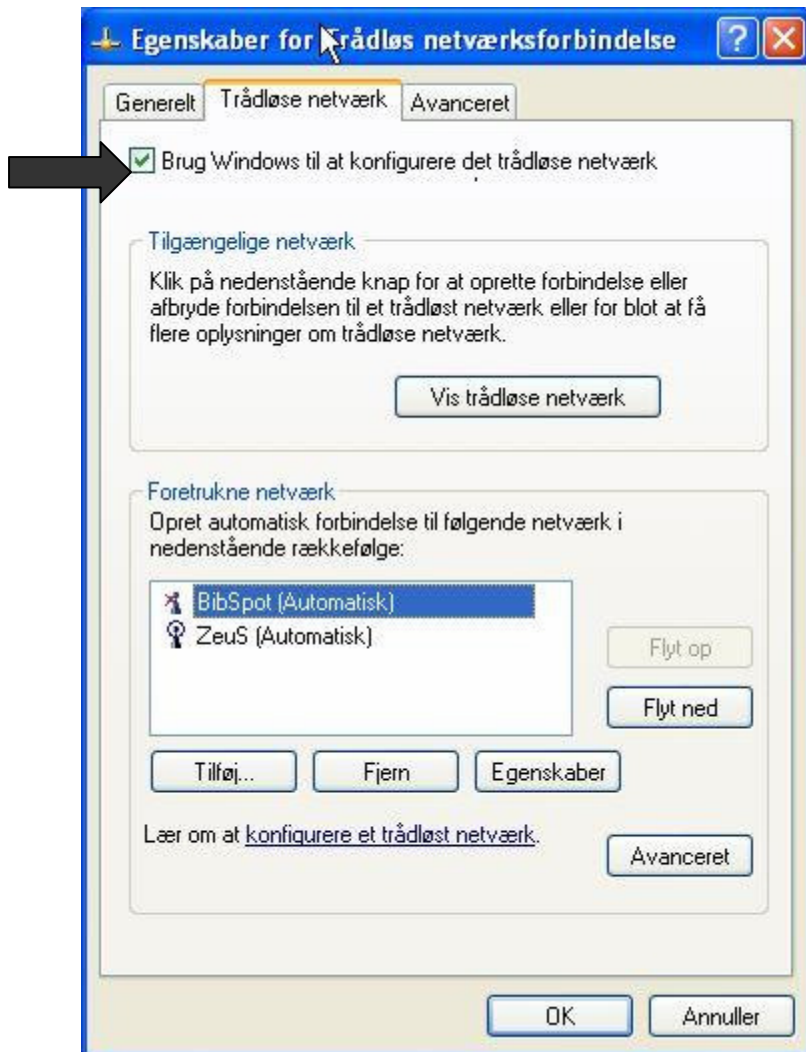 Egenskaber for Trådløs netværksforbindelse
Generelt Trådløse netværk Avanceret
Brug Windows til at konfigurere det trådløse netværk
Tilgængelige netværk
Klik på nedenstående knap for at oprette forbindelse eller
afbryde forbindelsen til et trådløst netværk eller for blot at få
flere oplysninger om trådløse netværk.
Vis trådløse netværk
Foretrukne netværk
Opret automatisk forbindelse til følgende netværk i
nedenstående rækkefølge:
BibSpot (Automatisk)
ZeuS (Automatisk)
Flyt op
Flyt ned
Tilføj... Fjern Egenskaber
Lær om at konfigurere et trådløst netværk.
Avanceret
OK Annuller